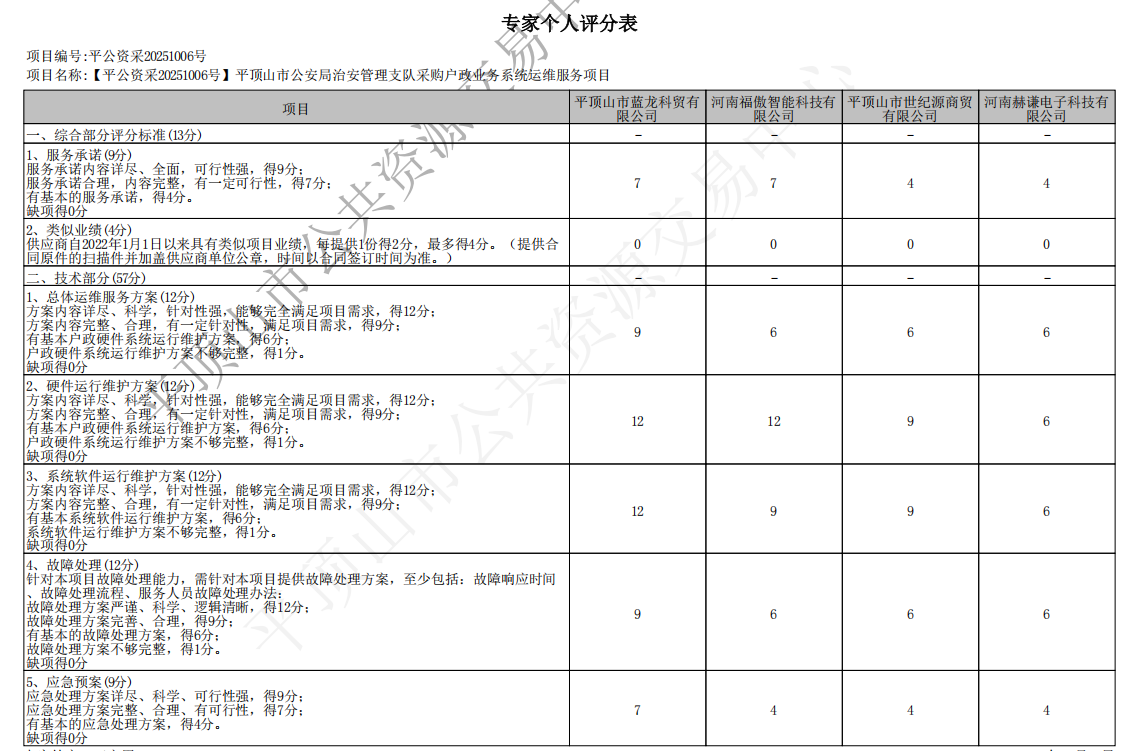 专家个人评分表
项目编号:平公资采20251006号
项目名称:【平公资采20251006号】平顶山市公安局治安管理支队采购户政业务系统运维服务项目
项目 平顶山市蓝龙科贸有限公司 河南福傲智能科技有限公司 平顶山市世纪源商贸有限公司 河南赫谦电子科技有限公司
一、综合部分评分标准(13分) - - - -
1、服务承诺(9分)
服务承诺内容详尽、全面，可行性强，得9分；
服务承诺合理，内容完整，有一定可行性，得7分；
有基本的服务承诺，得4分。
缺项得0分
7 7 4 4
2、类似业绩(4分)
供应商自2022年1月1日以来具有类似项目业绩，每提供1份得2分，最多得4分。（提供合
同原件的扫描件并加盖供应商单位公章，时间以合同签订时间为准。）
0 0 0 0
二、技术部分(57分) - - - -
1、总体运维服务方案(12分)
方案内容详尽、科学，针对性强，能够完全满足项目需求，得12分；
方案内容完整、合理，有一定针对性，满足项目需求，得9分；
有基本户政硬件系统运行维护方案，得6分；
户政硬件系统运行维护方案不够完整，得1分。
缺项得0分
9 6 6 6
2、硬件运行维护方案(12分)
方案内容详尽、科学，针对性强，能够完全满足项目需求，得12分；
方案内容完整、合理，有一定针对性，满足项目需求，得9分；
有基本户政硬件系统运行维护方案，得6分；
户政硬件系统运行维护方案不够完整，得1分。
缺项得0分
12 12 9 6
3、系统软件运行维护方案(12分)
方案内容详尽、科学，针对性强，能够完全满足项目需求，得12分；
方案内容完整、合理，有一定针对性，满足项目需求，得9分；
有基本系统软件运行维护方案，得6分；
系统软件运行维护方案不够完整，得1分。
缺项得0分
12 9 9 6
4、故障处理(12分)
针对本项目故障处理能力，需针对本项目提供故障处理方案，至少包括：故障响应时间
、故障处理流程、服务人员故障处理办法：
故障处理方案严谨、科学、逻辑清晰，得12分；
故障处理方案完善、合理，得9分；
有基本的故障处理方案，得6分；
故障处理方案不够完整，得1分。
缺项得0分
9 6 6 6
5、应急预案(9分)
应急处理方案详尽、科学、可行性强，得9分；
应急处理方案完整、合理、有可行性，得7分；
有基本的应急处理方案，得4分。
缺项得0分
7 4 4 4
平顶山市公共资源交易中
平顶山市公共资源交易中心